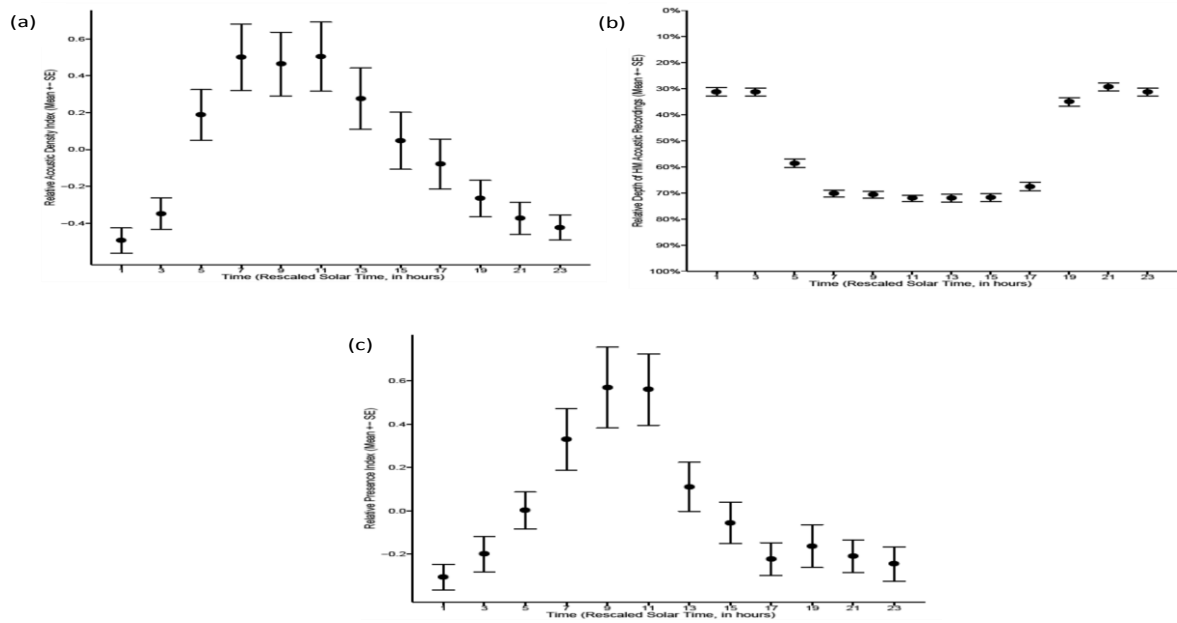 (a)
Relative Acoustic Density Index (Mean +- SE)
0.6
0.4
0.2
0.0
−0.2
−0.4
1 3 5 7 9 11 13 15 17 19 21 23
Time (Rescaled Solar Time, in hours)
(b)
Relative Depth of HM Acoustic Recordings (Mean +- SE)
0%
10%
20%
30%
40%
50%
60%
70%
80%
90%
100%
1 3 5 7 9 11 13 15 17 19 21 23
Time (Rescaled Solar Time, in hours)
(c)
Relative Presence Index (Mean +- SE)
0.6
0.4
0.2
0.0
−0.2
1 3 5 7 9 11 13 15 17 19 21 23
Time (Rescaled Solar Time, in hours)